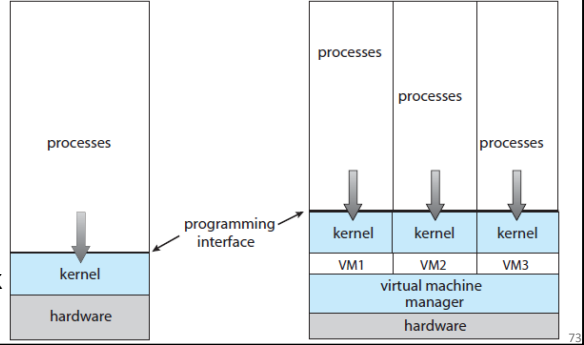 processes
programming
interface
kernel
hardware
processes
processes
processes
kernel
kernel
kernel
VM1
VM2
VM3
virtual machine
manager
hardware
73